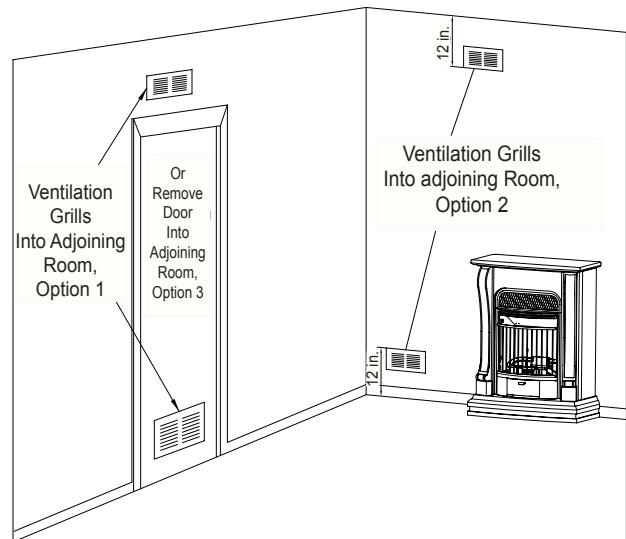 12 in.
Ventilation
Grills
Into Adjoining
Room,
Option 1
Or
Remove
Door
Into
Adjoining
Room,
Option 3
Ventilation Grills
Into adjoining Room,
Option 2
12 in.